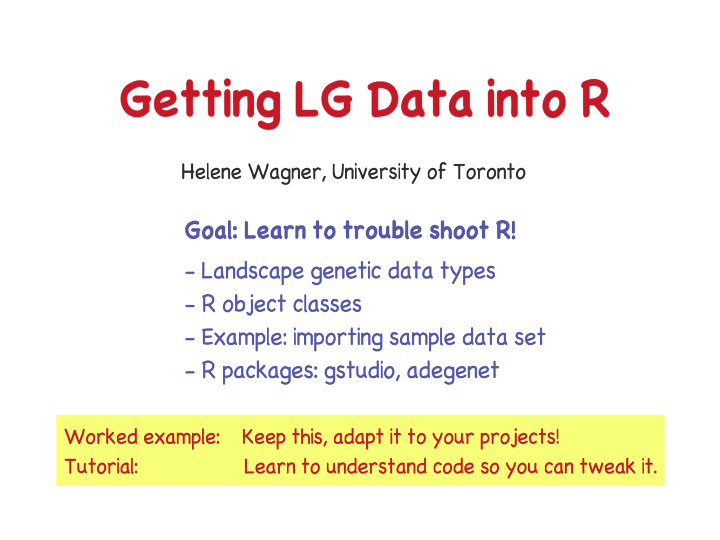 Getting LG Data into R
Helene Wagner, University of Toronto
Goal: Learn to trouble shoot R!
- Landscape genetic data types
- R object classes
- Example: importing sample data set
- R packages: gstudio, adegenet
Worked example: Keep this, adapt it to your projects!
Tutorial: Learn to understand code so you can tweak it.